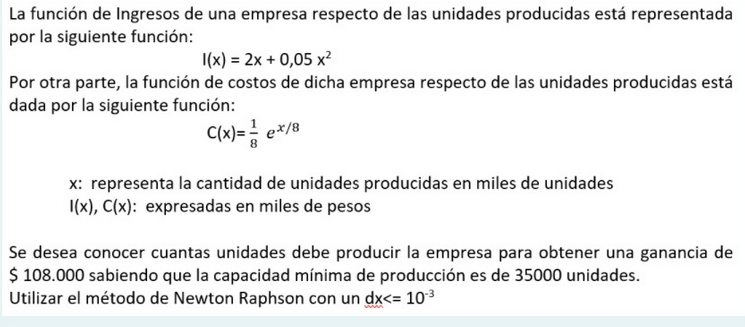 La función de Ingresos de una empresa respecto de las unidades producidas está representada
por la siguiente función:
I(x) = 2x + 0,05 x²
Por otra parte, la función de costos de dicha empresa respecto de las unidades producidas está
dada por la siguiente función:
C(x)= 1/8 e^(x/8)
x: representa la cantidad de unidades producidas en miles de unidades
I(x), C(x): expresadas en miles de pesos
Se desea conocer cuantas unidades debe producir la empresa para obtener una ganancia de
$ 108.000 sabiendo que la capacidad mínima de producción es de 35000 unidades.
Utilizar el método de Newton Raphson con un dx<= 10⁻³